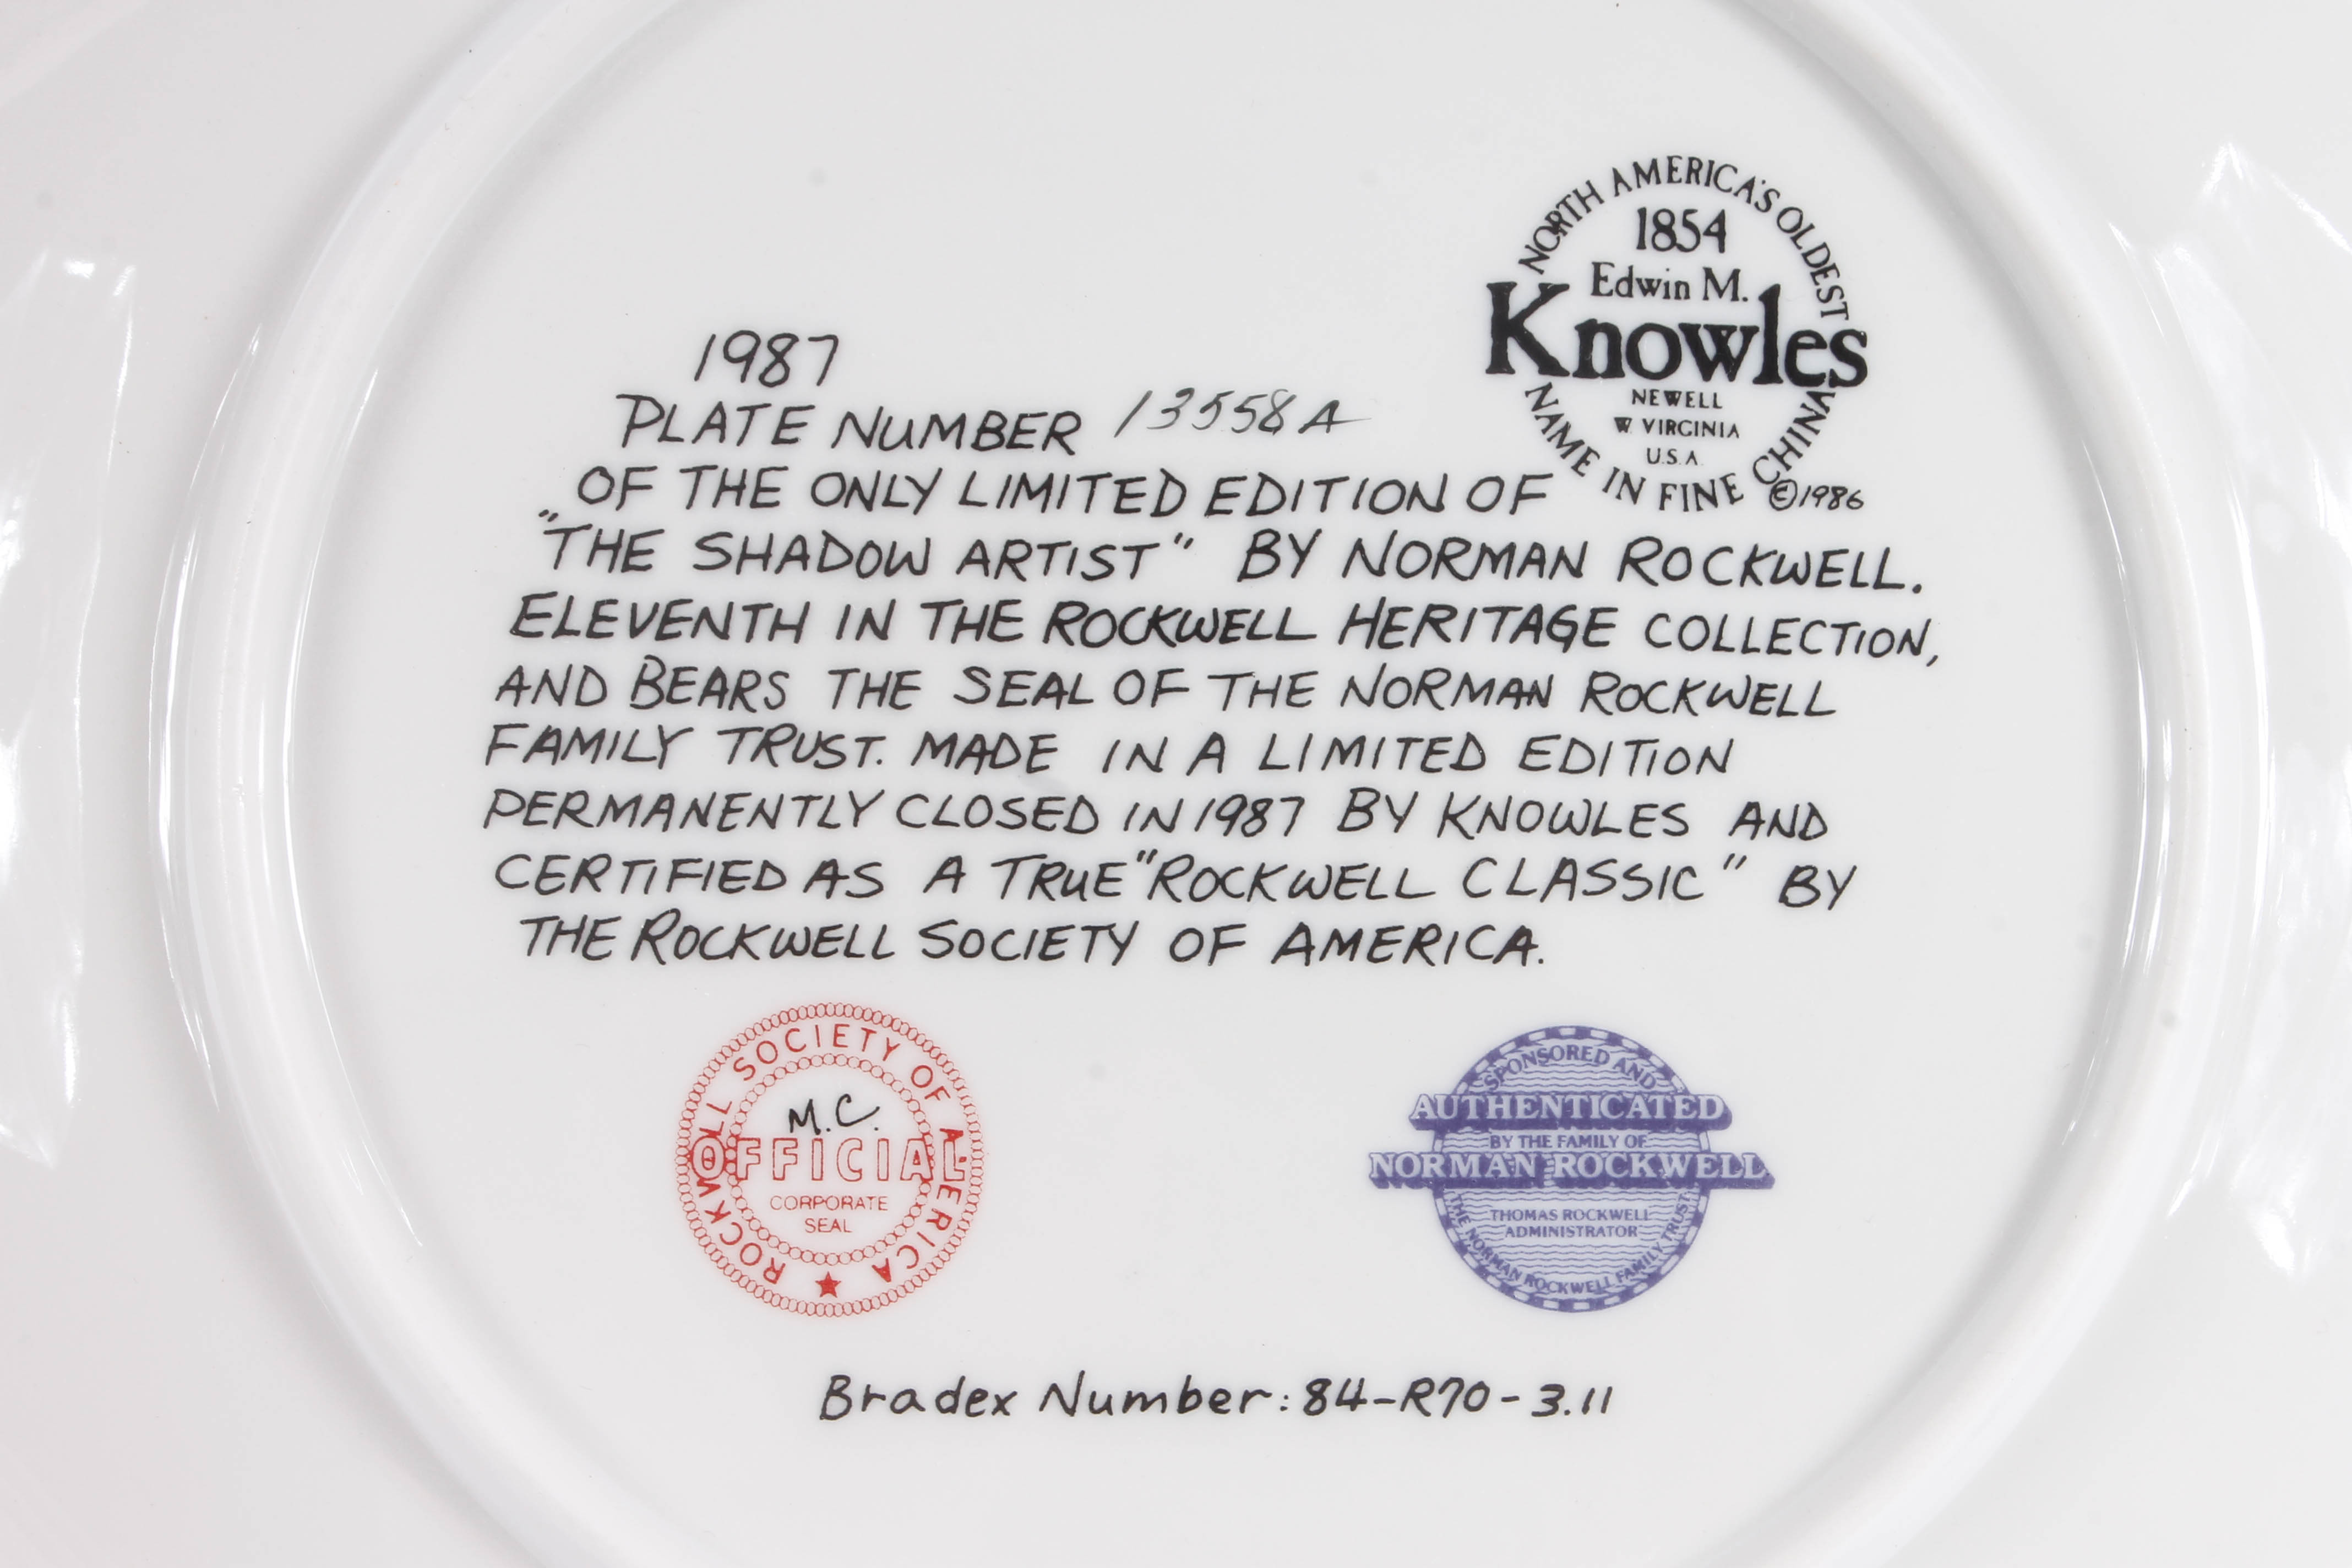 NORTH AMERICA'S OLDEST
1854
Edwin M.
Knowles
NEWELL
W. VIRGINIA
U.S.A.
NAME IN FINE CHINA
©1986
1987
PLATE NUMBER 13558A
OF THE ONLY LIMITED EDITION OF
"THE SHADOW ARTIST" BY NORMAN ROCKWELL.
ELEVENTH IN THE ROCKWELL HERITAGE COLLECTION,
AND BEARS THE SEAL OF THE NORMAN ROCKWELL
FAMILY TRUST. MADE IN A LIMITED EDITION
PERMANENTLY CLOSED IN 1987 BY KNOWLES AND
CERTIFIED AS A TRUE "ROCKWELL CLASSIC" BY
THE ROCKWELL SOCIETY OF AMERICA.
ROCKWELL SOCIETY OF AMERICA
M.C.
OFFICIAL
CORPORATE
SEAL
SPONSORED AND
AUTHENTICATED
BY THE FAMILY OF
NORMAN ROCKWELL
THOMAS ROCKWELL
ADMINISTRATOR
THE NORMAN ROCKWELL FAMILY TRUST
Bradex Number: 84-R70-3.11